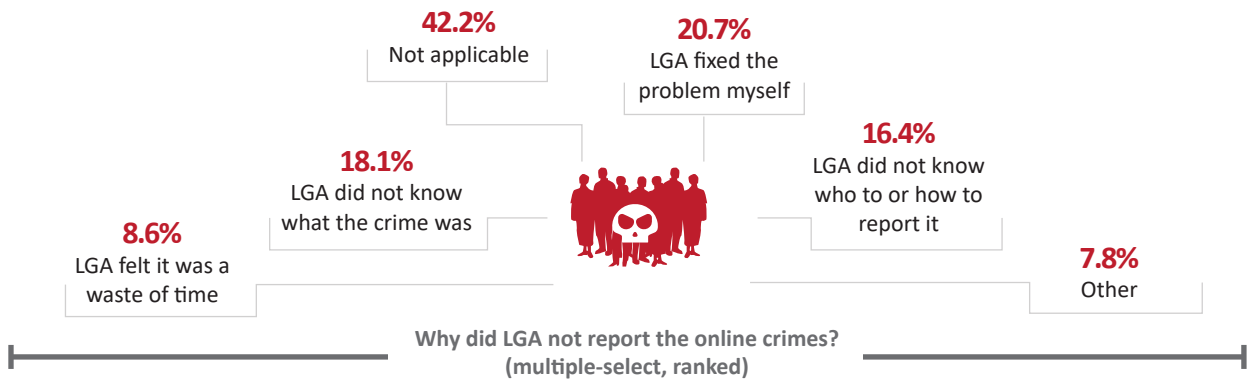 42.2%
Not applicable
20.7%
LGA fixed the
problem myself
18.1%
LGA did not know
what the crime was
16.4%
LGA did not know
who to or how to
report it
8.6%
LGA felt it was a
waste of time
7.8%
Other
Why did LGA not report the online crimes?
(multiple-select, ranked)